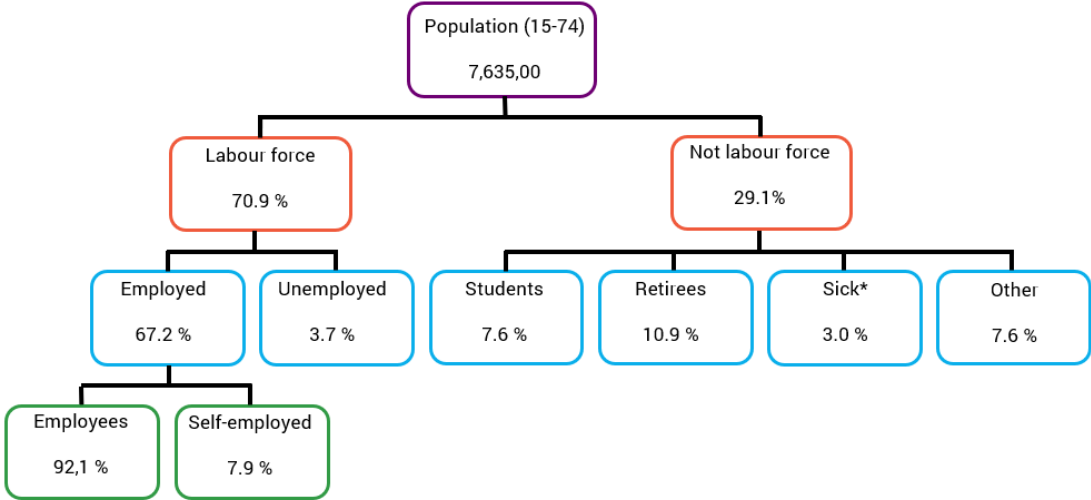 Population (15-74)
7,635,00
Labour force
70.9 %
Not labour force
29.1%
Employed
67.2 %
Unemployed
3.7 %
Students
7.6 %
Retirees
10.9 %
Sick*
3.0 %
Other
7.6 %
Employees
92,1 %
Self-employed
7.9 %